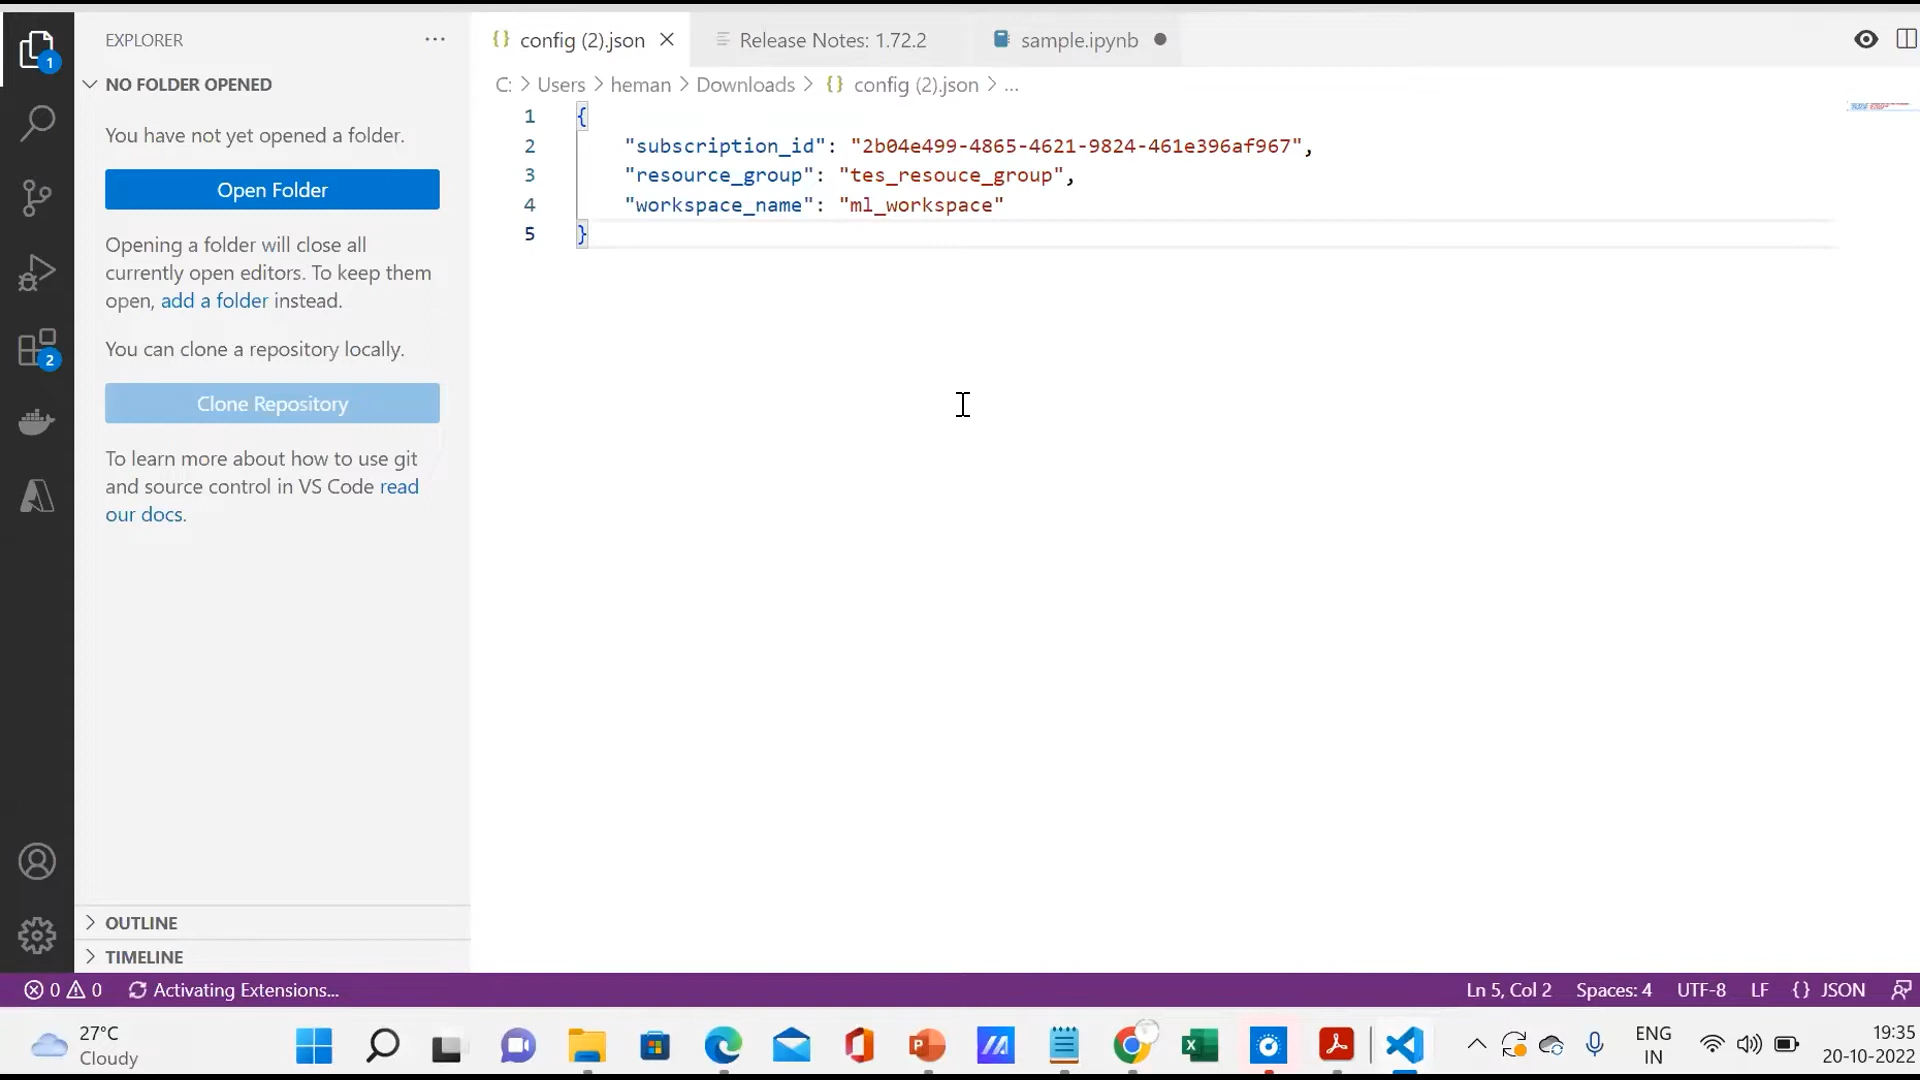 EXPLORER
NO FOLDER OPENED
You have not yet opened a folder.
Open Folder
Opening a folder will close all
currently open editors. To keep them
open, add a folder instead.
You can clone a repository locally.
Clone Repository
To learn more about how to use git
and source control in VS Code read
our docs.
OUTLINE
TIMELINE
1
2
{} config (2).json
Release Notes: 1.72.2
sample.ipynb
C: > Users > heman > Downloads > {} config (2).json > ...
1 {
2 "subscription_id": "2b04e499-4865-4621-9824-461e396af967",
3 "resource_group": "tes_resouce_group",
4 "workspace_name": "ml_workspace"
5 }
0 0 Activating Extensions...
Ln 5, Col 2 Spaces: 4 UTF-8 LF {} JSON
27°C
Cloudy
ENG
IN
19:35
20-10-2022